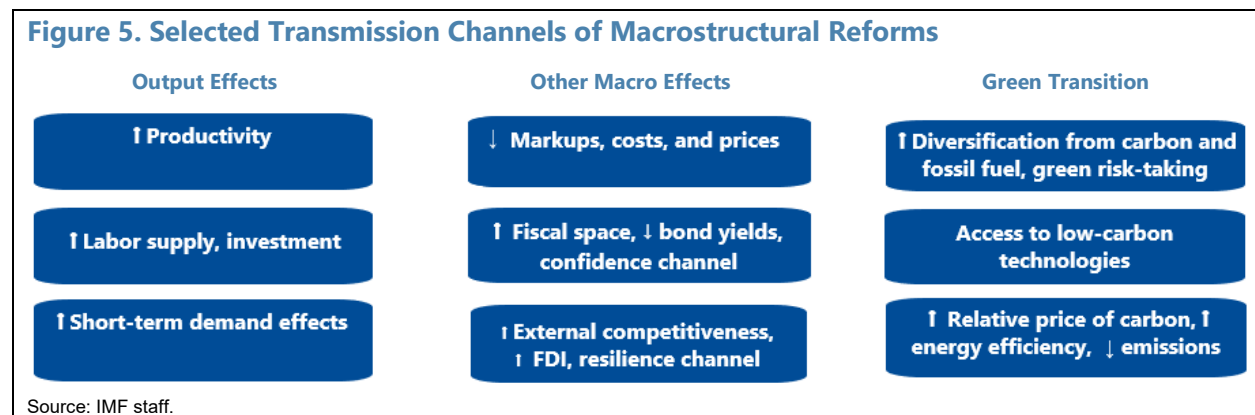 Figure 5. Selected Transmission Channels of Macrostructural Reforms
Output Effects
↑ Productivity
↑ Labor supply, investment
↑ Short-term demand effects
Other Macro Effects
↓ Markups, costs, and prices
↑ Fiscal space, ↓ bond yields,
confidence channel
↑ External competitiveness,
↑ FDI, resilience channel
Green Transition
↑ Diversification from carbon and
fossil fuel, green risk-taking
Access to low-carbon
technologies
↑ Relative price of carbon, ↑
energy efficiency, ↓ emissions
Source: IMF staff.